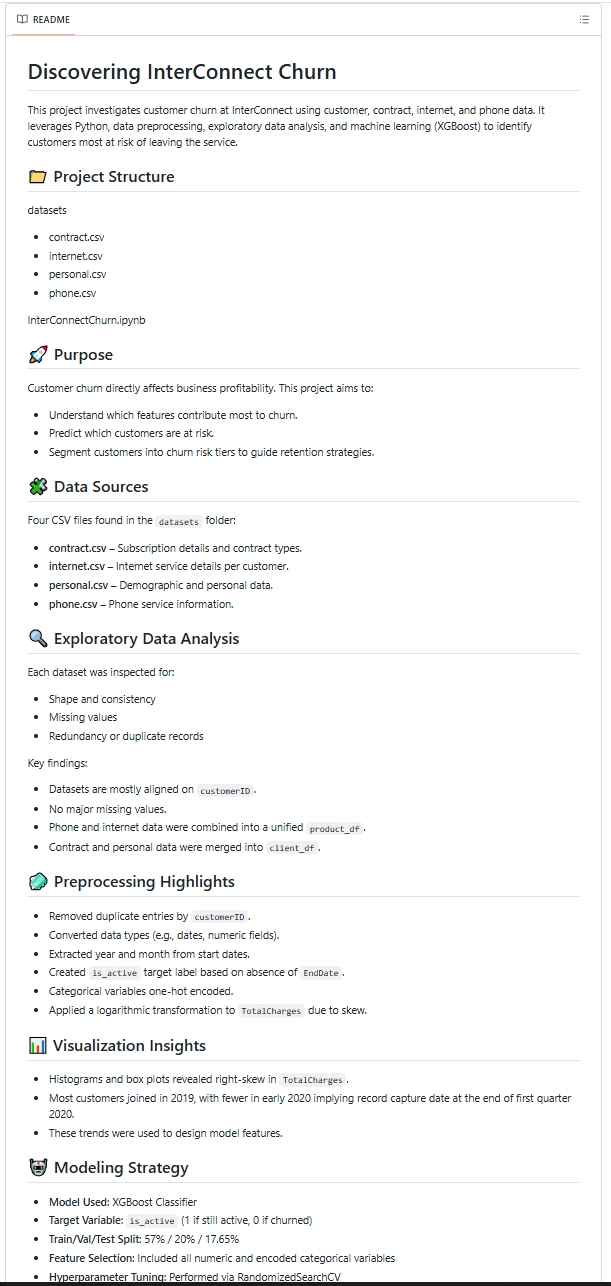 README
Discovering InterConnect Churn
This project investigates customer churn at InterConnect using customer, contract, internet, and phone data. It
leverages Python, data preprocessing, exploratory data analysis, and machine learning (XGBoost) to identify
customers most at risk of leaving the service.
Project Structure
datasets
• contract.csv
• internet.csv
• personal.csv
• phone.csv
InterConnectChurn.ipynb
Purpose
Customer churn directly affects business profitability. This project aims to:
• Understand which features contribute most to churn.
• Predict which customers are at risk.
• Segment customers into churn risk tiers to guide retention strategies.
Data Sources
Four CSV files found in the datasets folder:
• contract.csv – Subscription details and contract types.
• internet.csv – Internet service details per customer.
• personal.csv – Demographic and personal data.
• phone.csv – Phone service information.
Exploratory Data Analysis
Each dataset was inspected for:
• Shape and consistency
• Missing values
• Redundancy or duplicate records
Key findings:
• Datasets are mostly aligned on customerID.
• No major missing values.
• Phone and internet data were combined into a unified product_df.
• Contract and personal data were merged into client_df.
Preprocessing Highlights
• Removed duplicate entries by customerID.
• Converted data types (e.g., dates, numeric fields).
• Extracted year and month from start dates.
• Created is_active target label based on absence of EndDate.
• Categorical variables one-hot encoded.
• Applied a logarithmic transformation to TotalCharges due to skew.
Visualization Insights
• Histograms and box plots revealed right-skew in TotalCharges.
• Most customers joined in 2019, with fewer in early 2020 implying record capture date at the end of first quarter
2020.
• These trends were used to design model features.
Modeling Strategy
• Model Used: XGBoost Classifier
• Target Variable: is_active (1 if still active, 0 if churned)
• Train/Val/Test Split: 57% / 20% / 17.65%
• Feature Selection: Included all numeric and encoded categorical variables
• Hyperparameter Tuning: Performed via RandomizedSearchCV